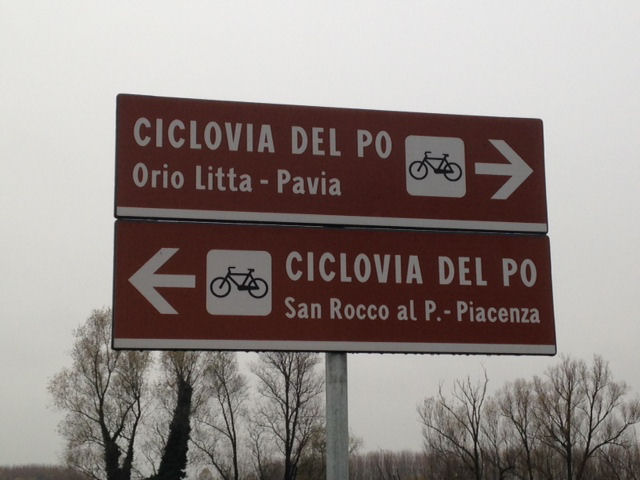 CICLOVIA DEL PO
Orio Litta - Pavia
CICLOVIA DEL PO
San Rocco al P. - Piacenza